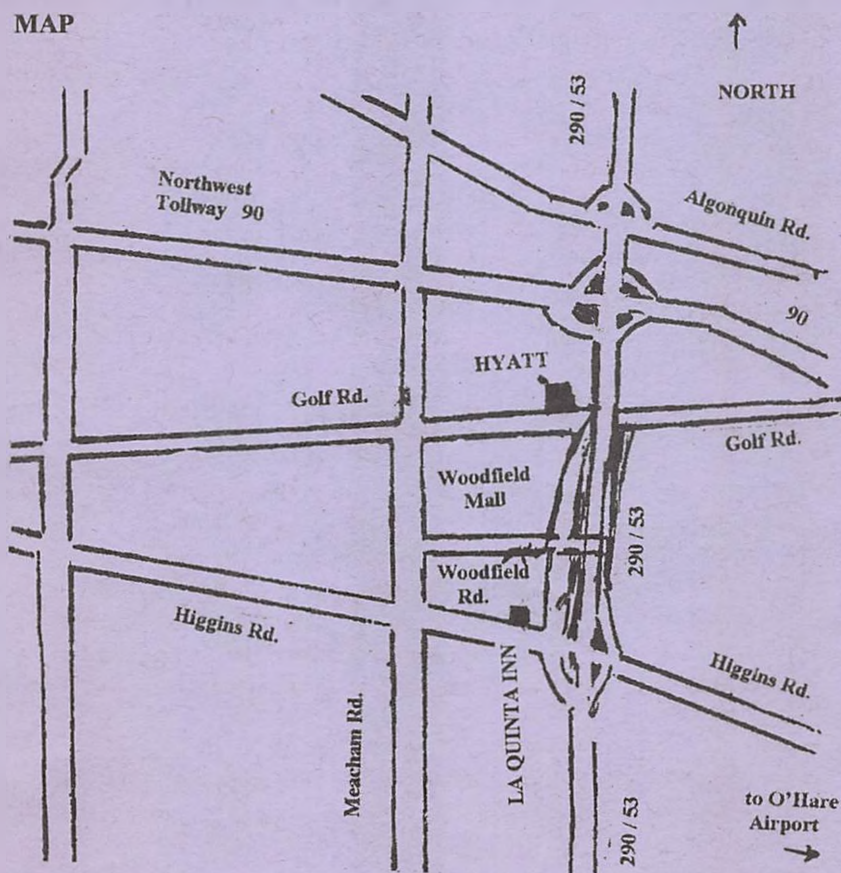 MAP
NORTH
290 / 53
Northwest
Tollway 90
Algonquin Rd.
90
HYATT
Golf Rd.
Golf Rd.
Woodfield
Mall
290 / 53
Woodfield
Rd.
Higgins Rd.
LA QUINTA INN
Higgins Rd.
Meacham Rd.
290 / 53
to O'Hare
Airport